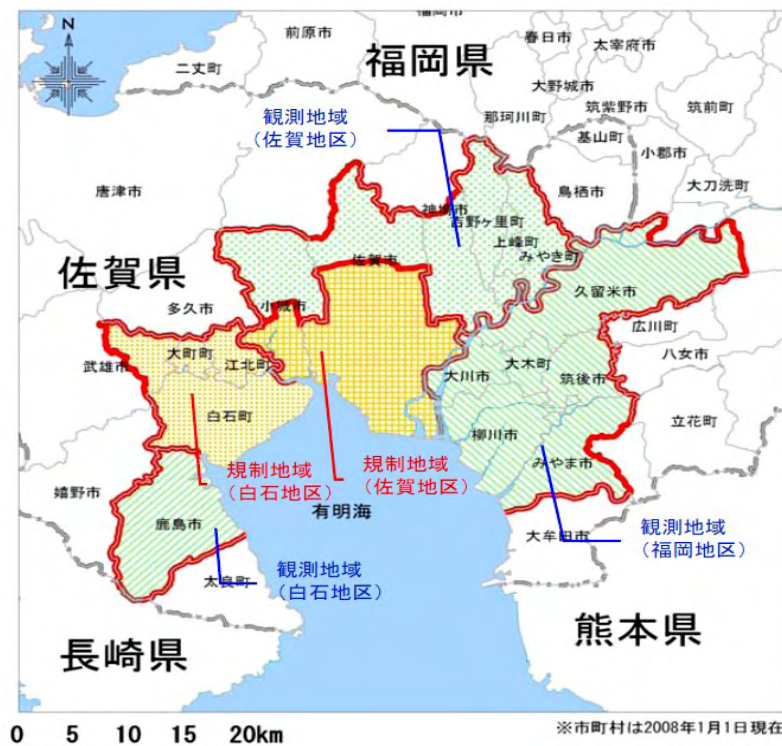 N
福岡市
前原市
春日市
太宰府市
二丈町
福岡県
大野城市
観測地域
（佐賀地区）
那珂川町
筑紫野市
筑前町
基山町
小郡市
唐津市
鳥栖市
大刀洗町
神埼市
吉野ヶ里町
上峰町
みやき町
佐賀県
佐賀市
久留米市
多久市
小城市
広川町
武雄市
大町町
江北町
大川市
大木町
筑後市
八女市
白石町
柳川市
立花町
みやま市
規制地域
（白石地区）
規制地域
（佐賀地区）
嬉野市
有明海
鹿島市
大牟田市
観測地域
（福岡地区）
太良町
観測地域
（白石地区）
長崎県
熊本県
0 5 10 15 20km
※市町村は2008年1月1日現在